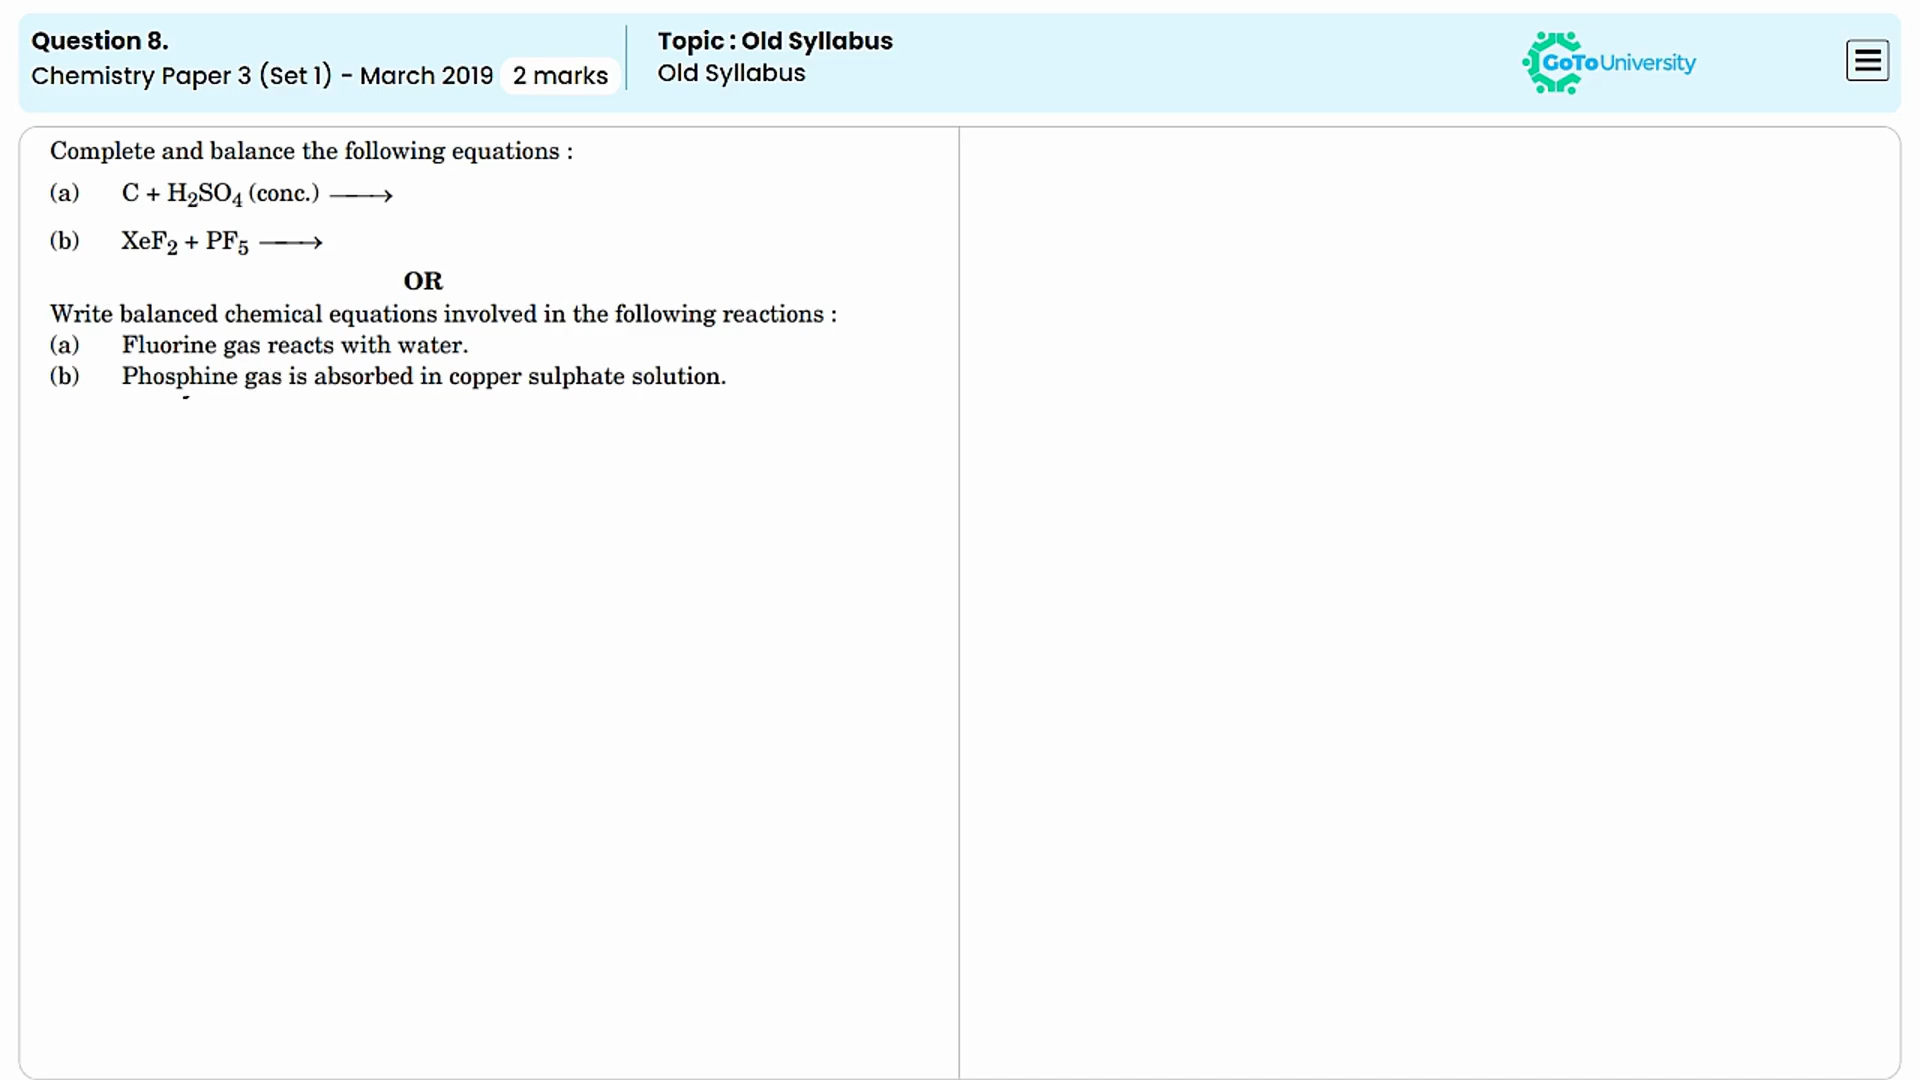 Question 8.
Chemistry Paper 3 (Set 1) - March 2019 2 marks
Topic : Old Syllabus
Old Syllabus
GoToUniversity
Complete and balance the following equations :
(a) C + H₂SO₄ (conc.) ⟶
(b) XeF₂ + PF₅ ⟶
OR
Write balanced chemical equations involved in the following reactions :
(a) Fluorine gas reacts with water.
(b) Phosphine gas is absorbed in copper sulphate solution.